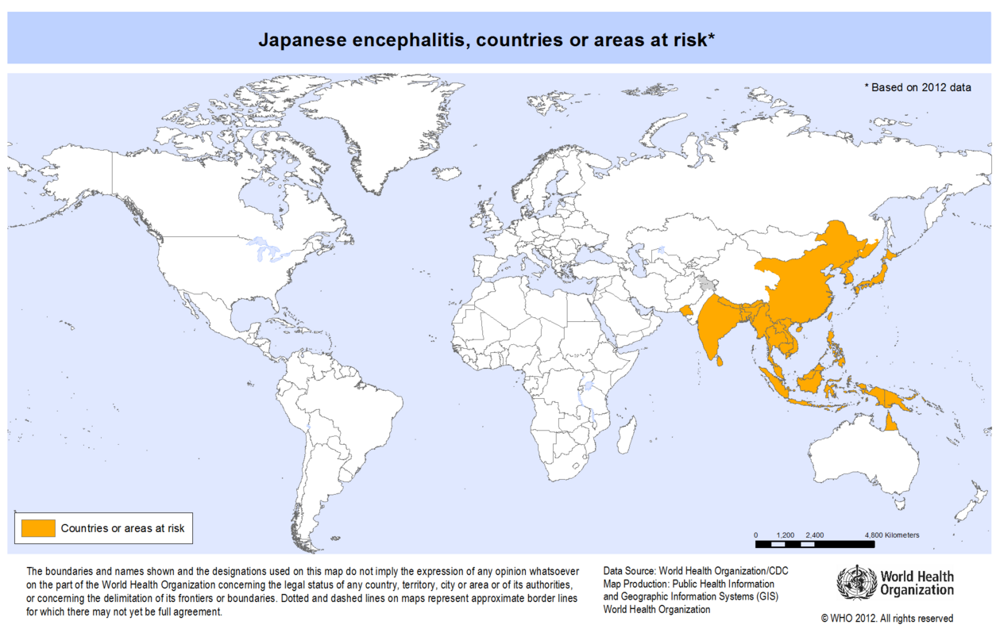 Japanese encephalitis, countries or areas at risk*
* Based on 2012 data
Countries or areas at risk
0 1,200 2,400 4,800 Kilometers
The boundaries and names shown and the designations used on this map do not imply the expression of any opinion whatsoever
on the part of the World Health Organization concerning the legal status of any country, territory, city or area or of its authorities,
or concerning the delimitation of its frontiers or boundaries. Dotted and dashed lines on maps represent approximate border lines
for which there may not yet be full agreement.
Data Source: World Health Organization/CDC
Map Production: Public Health Information
and Geographic Information Systems (GIS)
World Health Organization
World Health
Organization
© WHO 2012. All rights reserved